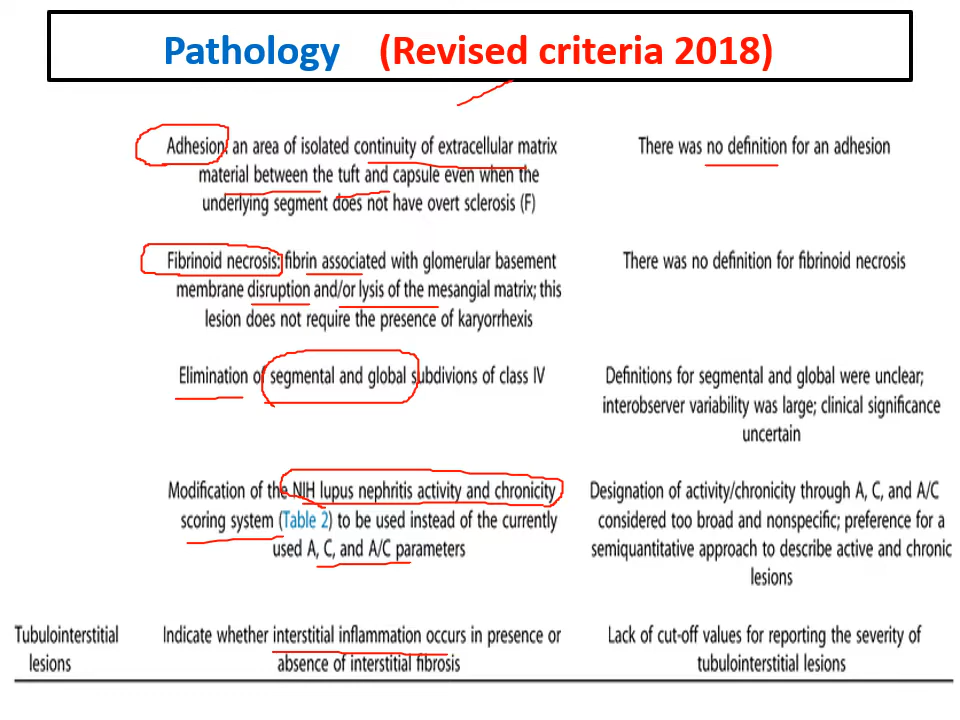 Pathology (Revised criteria 2018)
Adhesion: an area of isolated continuity of extracellular matrix
material between the tuft and capsule even when the
underlying segment does not have overt sclerosis (F)
There was no definition for an adhesion
Fibrinoid necrosis: fibrin associated with glomerular basement
membrane disruption and/or lysis of the mesangial matrix; this
lesion does not require the presence of karyorrhexis
There was no definition for fibrinoid necrosis
Elimination of segmental and global subdivions of class IV
Definitions for segmental and global were unclear;
interobserver variability was large; clinical significance
uncertain
Modification of the NIH lupus nephritis activity and chronicity
scoring system (Table 2) to be used instead of the currently
used A, C, and A/C parameters
Designation of activity/chronicity through A, C, and A/C
considered too broad and nonspecific; preference for a
semiquantitative approach to describe active and chronic
lesions
Tubulointerstitial
lesions
Indicate whether interstitial inflammation occurs in presence or
absence of interstitial fibrosis
Lack of cut-off values for reporting the severity of
tubulointerstitial lesions